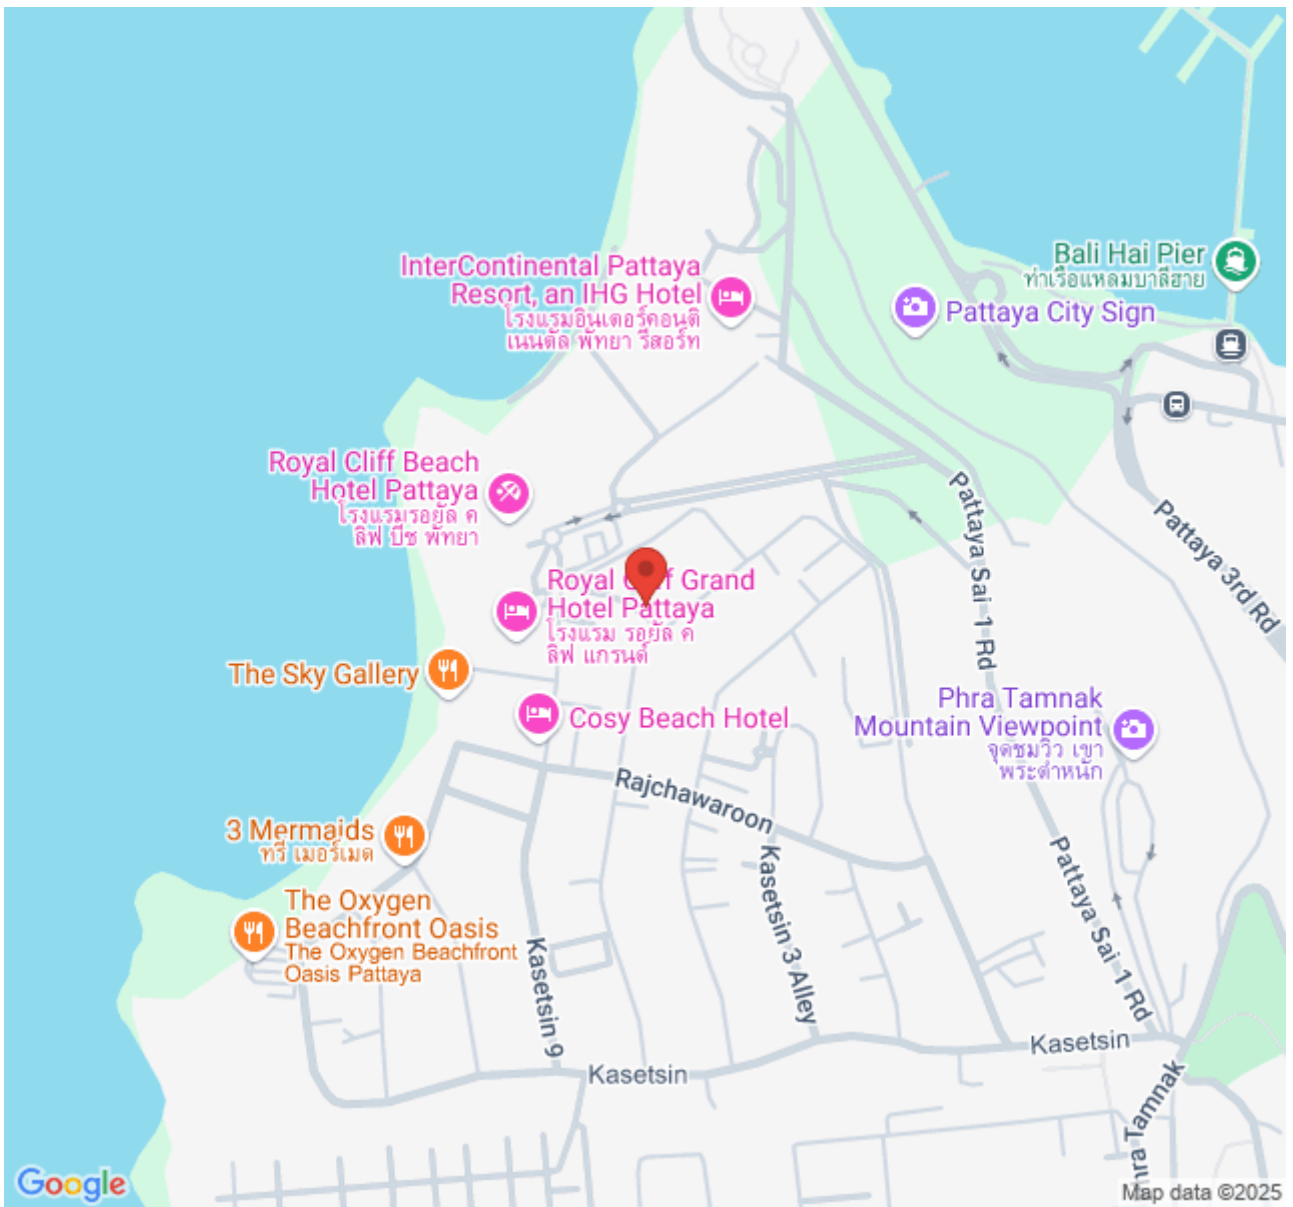 InterContinental Pattaya
Resort, an IHG Hotel
โรงแรมอินเตอร์คอนติ
เนนตัล พัทยา รีสอร์ท
Bali Hai Pier
ท่าเรือแหลมบาลีฮาย
Pattaya City Sign
Royal Cliff Beach
Hotel Pattaya
โรงแรมรอยัล ค
ลิฟ บีช พัทยา
Pattaya Sai 1 Rd
Pattaya 3rd Rd
Royal Cliff Grand
Hotel Pattaya
โรงแรม รอยัล ค
ลิฟ แกรนด์
The Sky Gallery
Cosy Beach Hotel
Phra Tamnak
Mountain Viewpoint
จุดชมวิว เขา
พระตำหนัก
Rajchawaroon
3 Mermaids
ทรี เมอร์เมด
Kasetsin 3 Alley
Pattaya Sai 1 Rd
The Oxygen
Beachfront Oasis
The Oxygen Beachfront
Oasis Pattaya
Kasetsin 9
Kasetsin
Kasetsin
Tamnak
Google
Map data ©2025